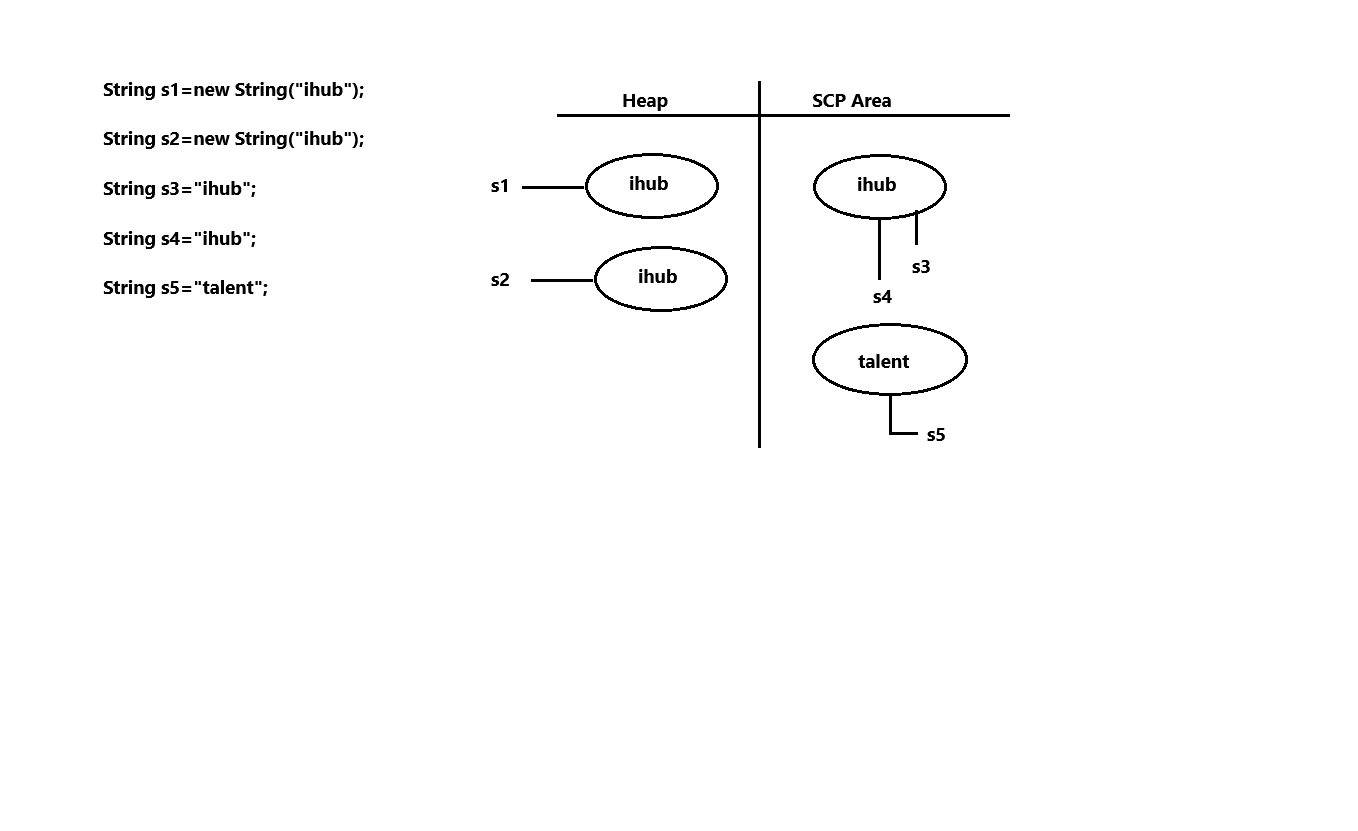 String s1=new String("ihub");
String s2=new String("ihub");
String s3="ihub";
String s4="ihub";
String s5="talent";
Heap
SCP Area
s1
ihub
s2
ihub
ihub
s3
s4
talent
s5